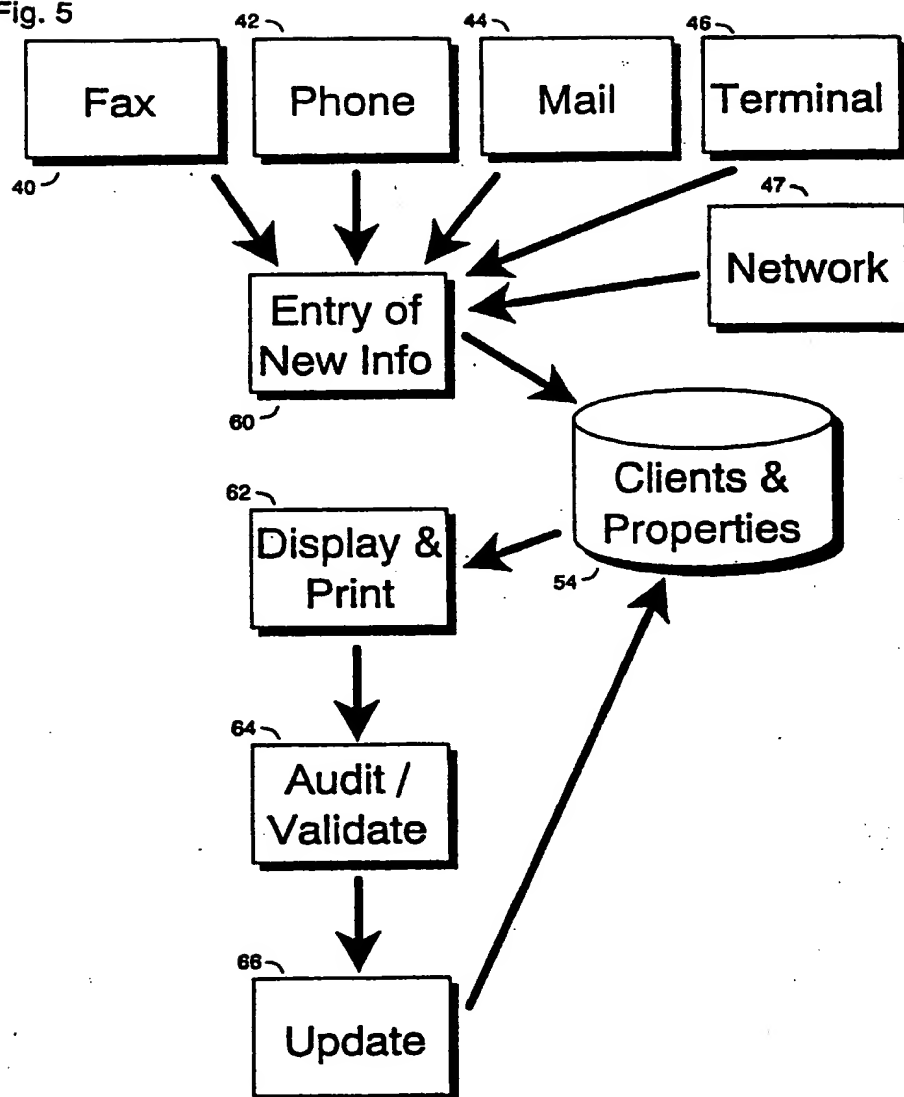 Fig. 5
42
44
46
Fax
Phone
Mail
Terminal
40
47
Network
Entry of
New Info
60
Clients &
Properties
54
62
Display &
Print
64
Audit /
Validate
66
Update